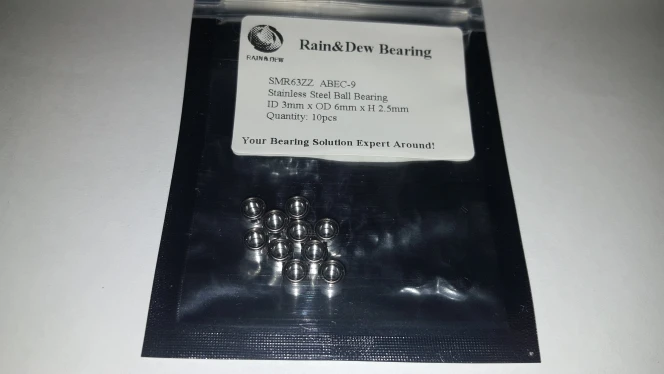 RAIN&DEW
Rain&Dew Bearing
SMR63ZZ ABEC-9
Stainless Steel Ball Bearing
ID 3mm x OD 6mm x H 2.5mm
Quantity: 10pcs
Your Bearing Solution Expert Around!